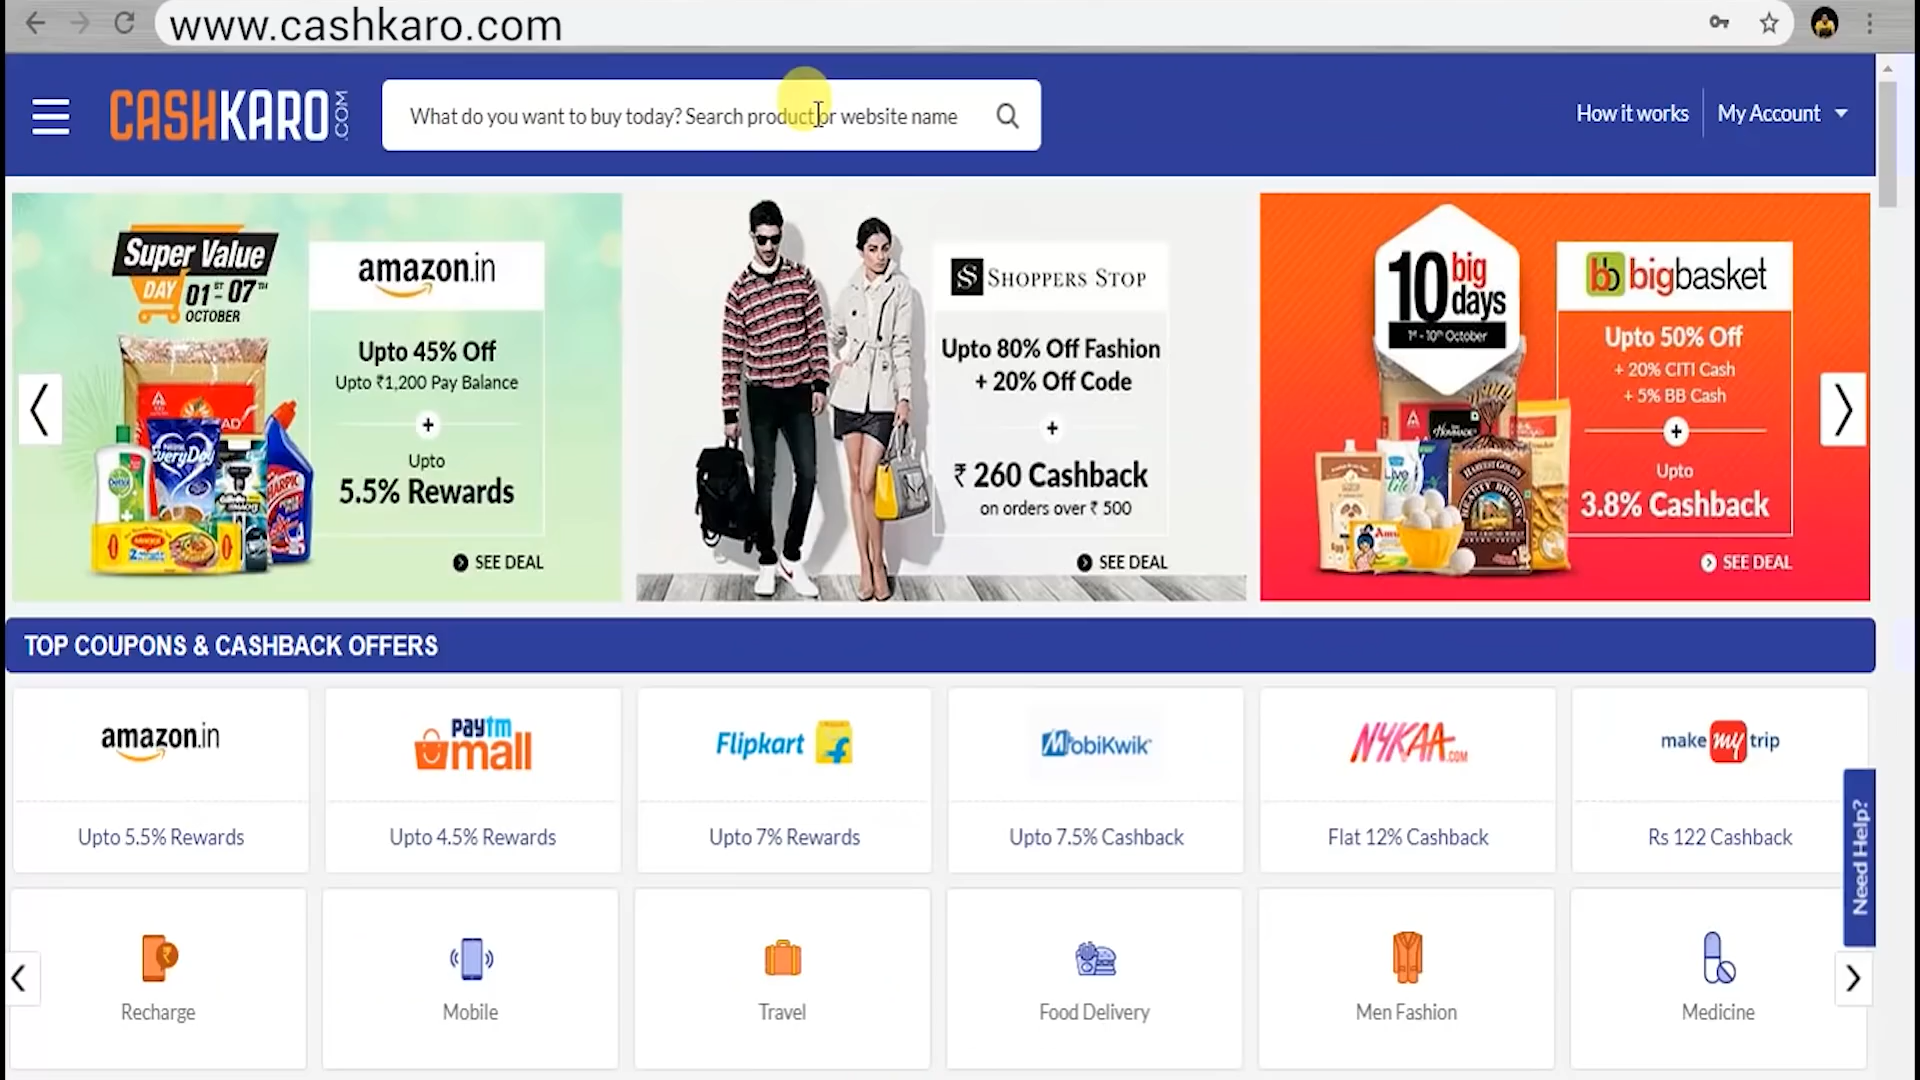 www.cashkaro.com
CASHKARO.COM
What do you want to buy today? Search product or website name
How it works
My Account
Super Value
DAY 01ST-07TH
OCTOBER
amazon.in
Upto 45% Off
Upto ₹1,200 Pay Balance
+
Upto
5.5% Rewards
SEE DEAL
Dettol
EveryDay
HARPIC
SHOPPERS STOP
Upto 80% Off Fashion
+ 20% Off Code
+
₹ 260 Cashback
on orders over ₹ 500
SEE DEAL
10 big
days
1st - 10th October
bb bigbasket
Upto 50% Off
+ 20% CITI Cash
+ 5% BB Cash
+
Upto
3.8% Cashback
SEE DEAL
TOP COUPONS & CASHBACK OFFERS
amazon.in
Upto 5.5% Rewards
paytm
mall
Upto 4.5% Rewards
Flipkart
Upto 7% Rewards
MobiKwik
Upto 7.5% Cashback
NYKAA.COM
Flat 12% Cashback
make my trip
Rs 122 Cashback
Need Help?
Recharge
Mobile
Travel
Food Delivery
Men Fashion
Medicine